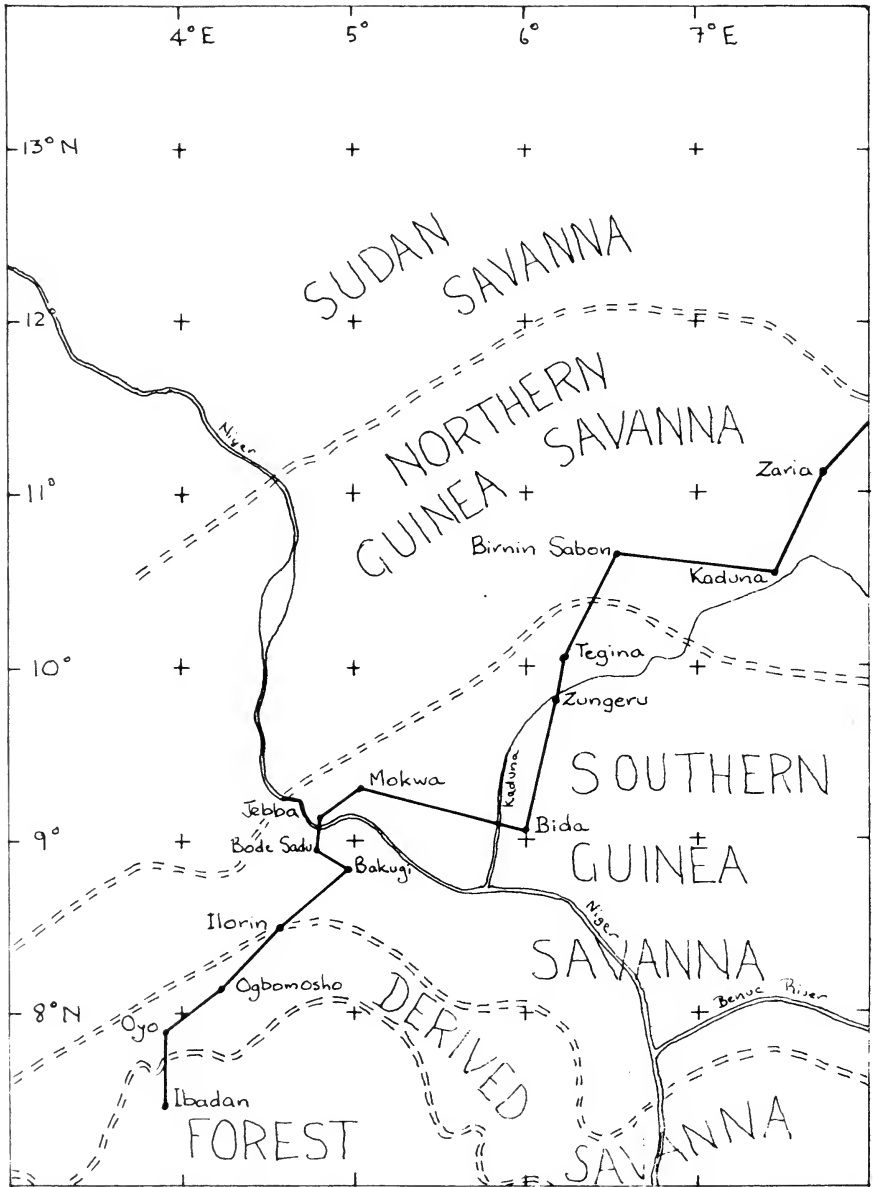 4°E 5° 6° 7°E
13°N
SUDAN
SAVANNA
12°
NORTHERN
GUINEA SAVANNA
Niger
Zaria
11°
Birnin Sabon
Kaduna
10°
Tegina
Zungeru
SOUTHERN
Kaduna
Mokwa
Jebba
Bida
9°
Bode Sadu
GUINEA
Bakugi
Niger
Ilorin
SAVANNA
Ogbomosho
DERIVED
Benue River
8°N
Oyo
Ibadan
FOREST
SAVANNA